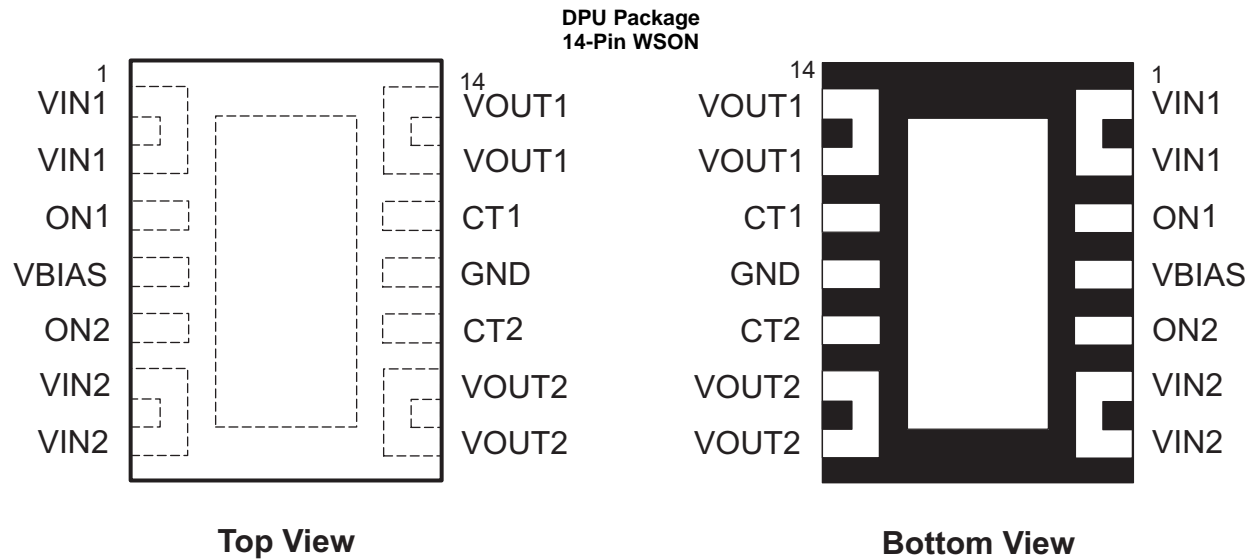 DPU Package
14-Pin WSON
1
14
VIN1
VOUT1
VIN1
VOUT1
ON1
CT1
VBIAS
GND
ON2
CT2
VIN2
VOUT2
VIN2
VOUT2
Top View
14
1
VOUT1
VIN1
VOUT1
VIN1
CT1
ON1
GND
VBIAS
CT2
ON2
VOUT2
VIN2
VOUT2
VIN2
Bottom View